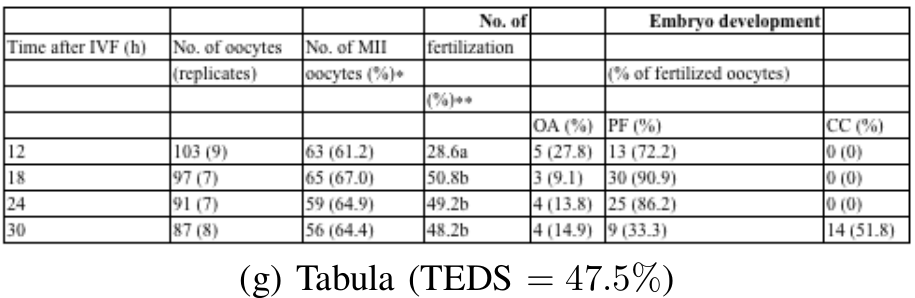 No. of Embryo development
Time after IVF (h) No. of oocytes No. of MII fertilization
(replicates) oocytes (%)* (% of fertilized oocytes)
(%)**
OA (%) PF (%) CC (%)
12 103 (9) 63 (61.2) 28.6a 5 (27.8) 13 (72.2) 0 (0)
18 97 (7) 65 (67.0) 50.8b 3 (9.1) 30 (90.9) 0 (0)
24 91 (7) 59 (64.9) 49.2b 4 (13.8) 25 (86.2) 0 (0)
30 87 (8) 56 (64.4) 48.2b 4 (14.9) 9 (33.3) 14 (51.8)
(g) Tabula (TEDS = 47.5%)